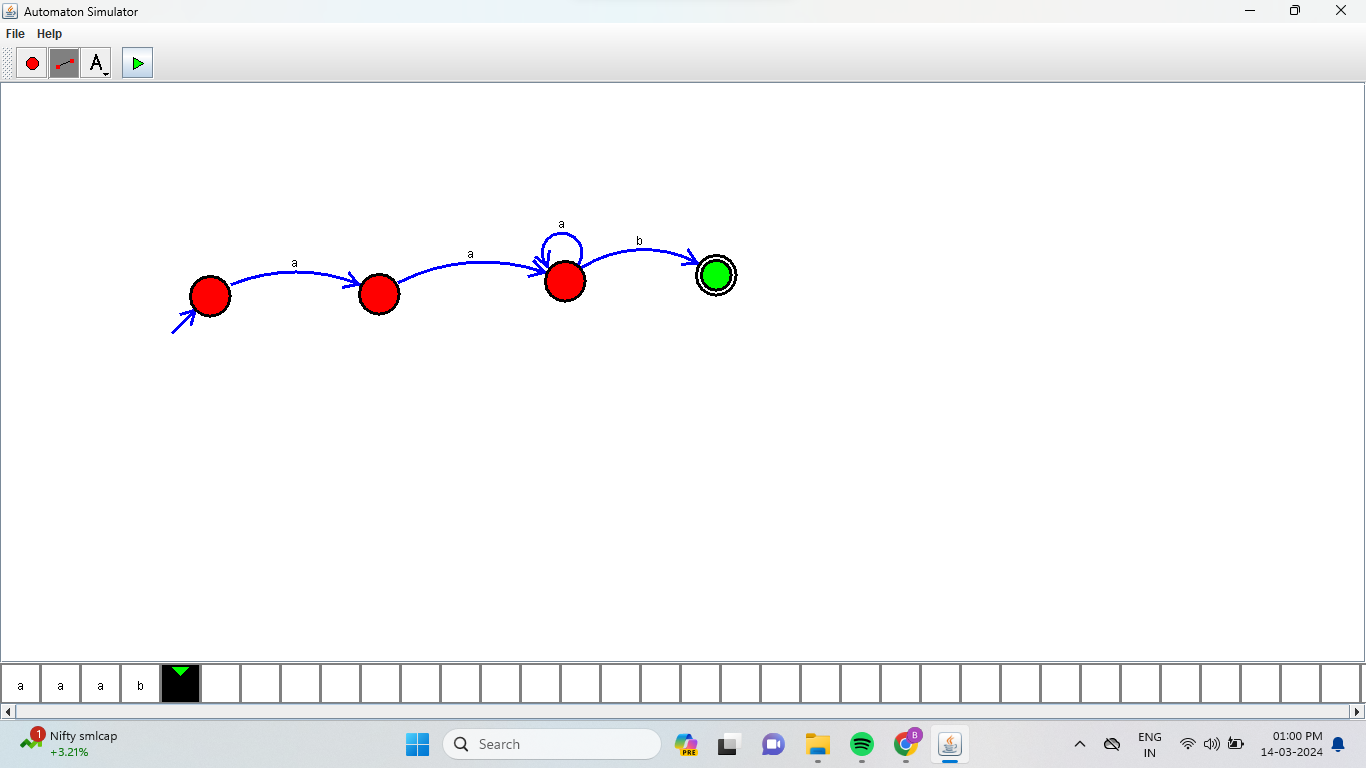 Automaton Simulator
File Help
A
a
a
a
b
a a a b
1
Nifty smlcap
+3.21%
Search
PRE
B
ENG
IN
01:00 PM
14-03-2024